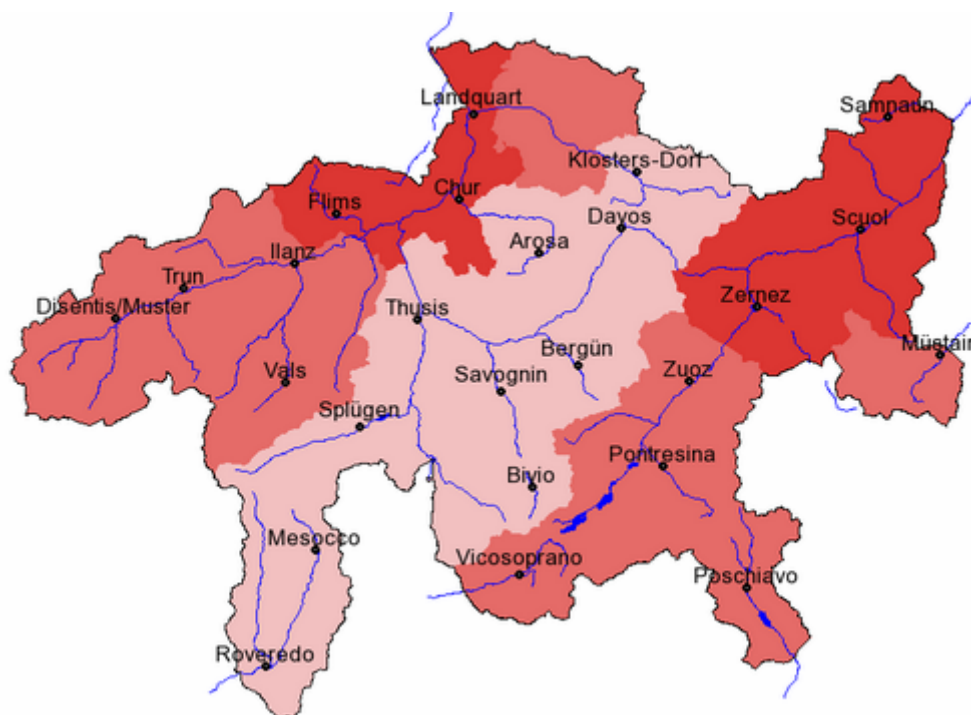 Landquart
Samnaun
Klosters-Dorf
Chur
Flims
Davos
Scuol
Arosa
Ilanz
Trun
Zernez
Disentis/Muster
Thusis
Müstair
Bergün
Zuoz
Vals
Savognin
Splügen
Pontresina
Bivio
Mesocco
Vicosoprano
Poschiavo
Roveredo